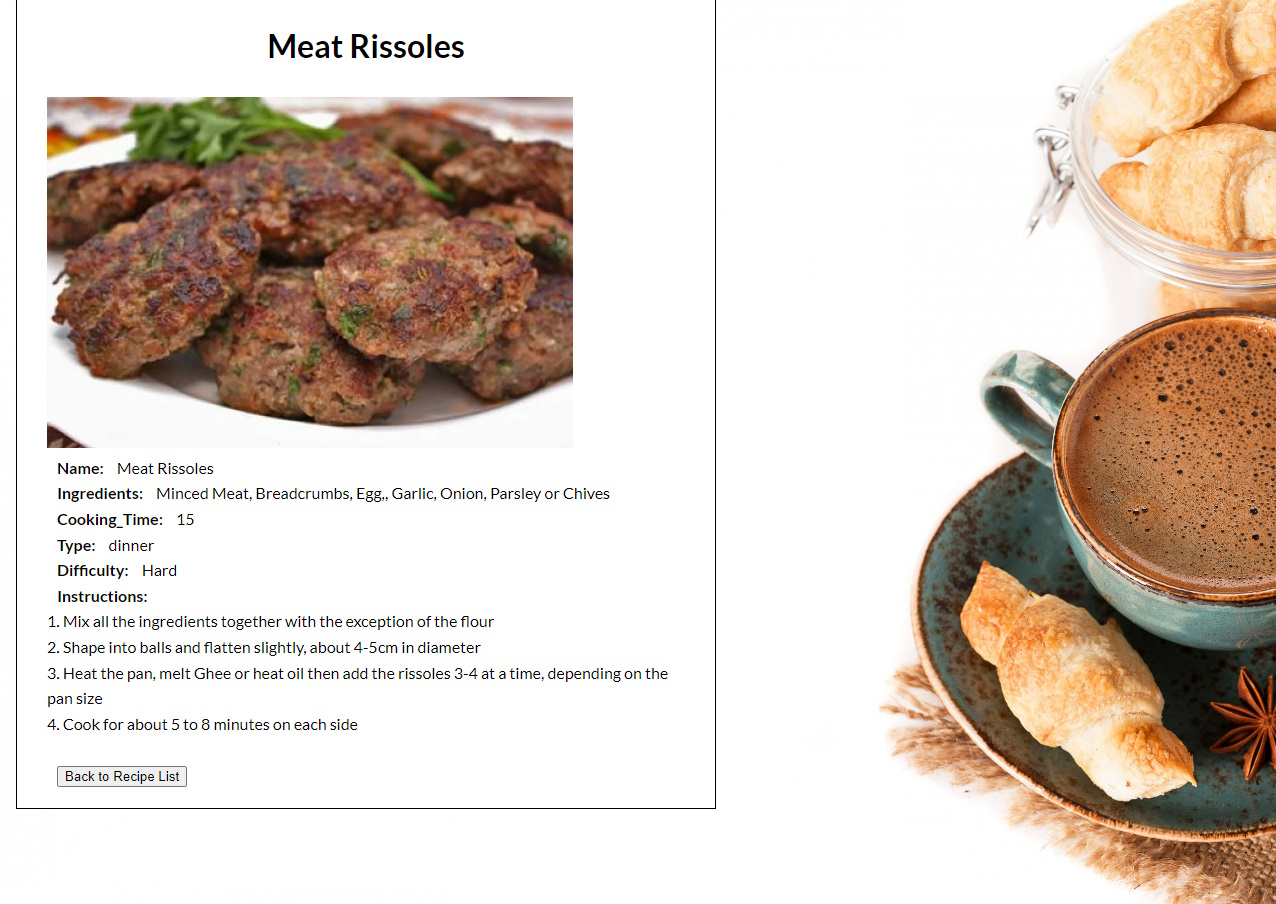 Meat Rissoles
Name: Meat Rissoles
Ingredients: Minced Meat, Breadcrumbs, Egg,, Garlic, Onion, Parsley or Chives
Cooking_Time: 15
Type: dinner
Difficulty: Hard
Instructions:
1. Mix all the ingredients together with the exception of the flour
2. Shape into balls and flatten slightly, about 4-5cm in diameter
3. Heat the pan, melt Ghee or heat oil then add the rissoles 3-4 at a time, depending on the
pan size
4. Cook for about 5 to 8 minutes on each side
Back to Recipe List